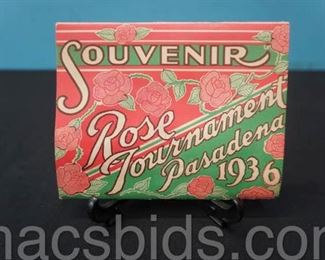 SOUVENIR
Rose
Tournament
Pasadena
1936
macsbids.com